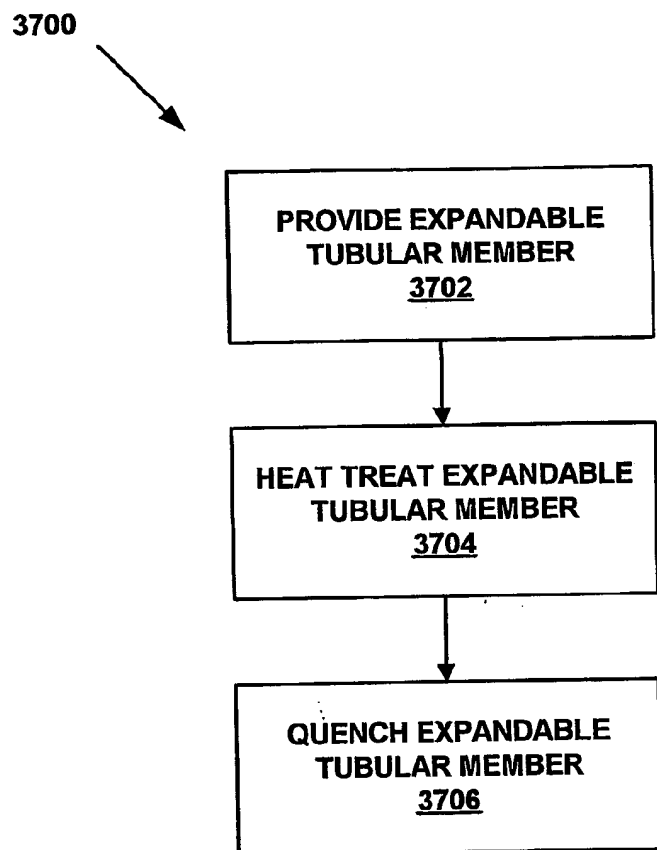 3700
PROVIDE EXPANDABLE
TUBULAR MEMBER
3702
HEAT TREAT EXPANDABLE
TUBULAR MEMBER
3704
QUENCH EXPANDABLE
TUBULAR MEMBER
3706